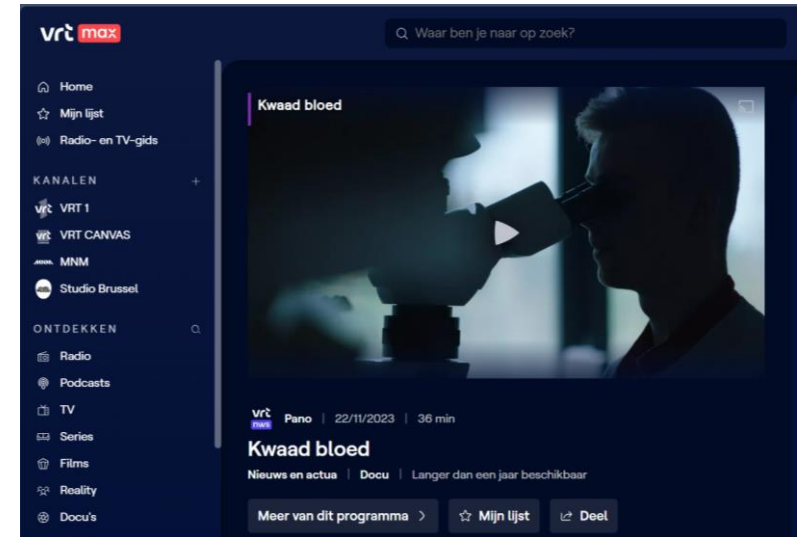 vrt max
Waar ben je naar op zoek?
Home
Mijn lijst
Radio- en TV-gids
KANALEN +
vrt VRT 1
vrt VRT CANVAS
MNM MNM
Studio Brussel
ONTDEKKEN
Radio
Podcasts
TV
Series
Films
Reality
Docu's
Kwaad bloed
vrt nws Pano | 22/11/2023 | 36 min
Kwaad bloed
Nieuws en actua | Docu | Langer dan een jaar beschikbaar
Meer van dit programma >
Mijn lijst
Deel